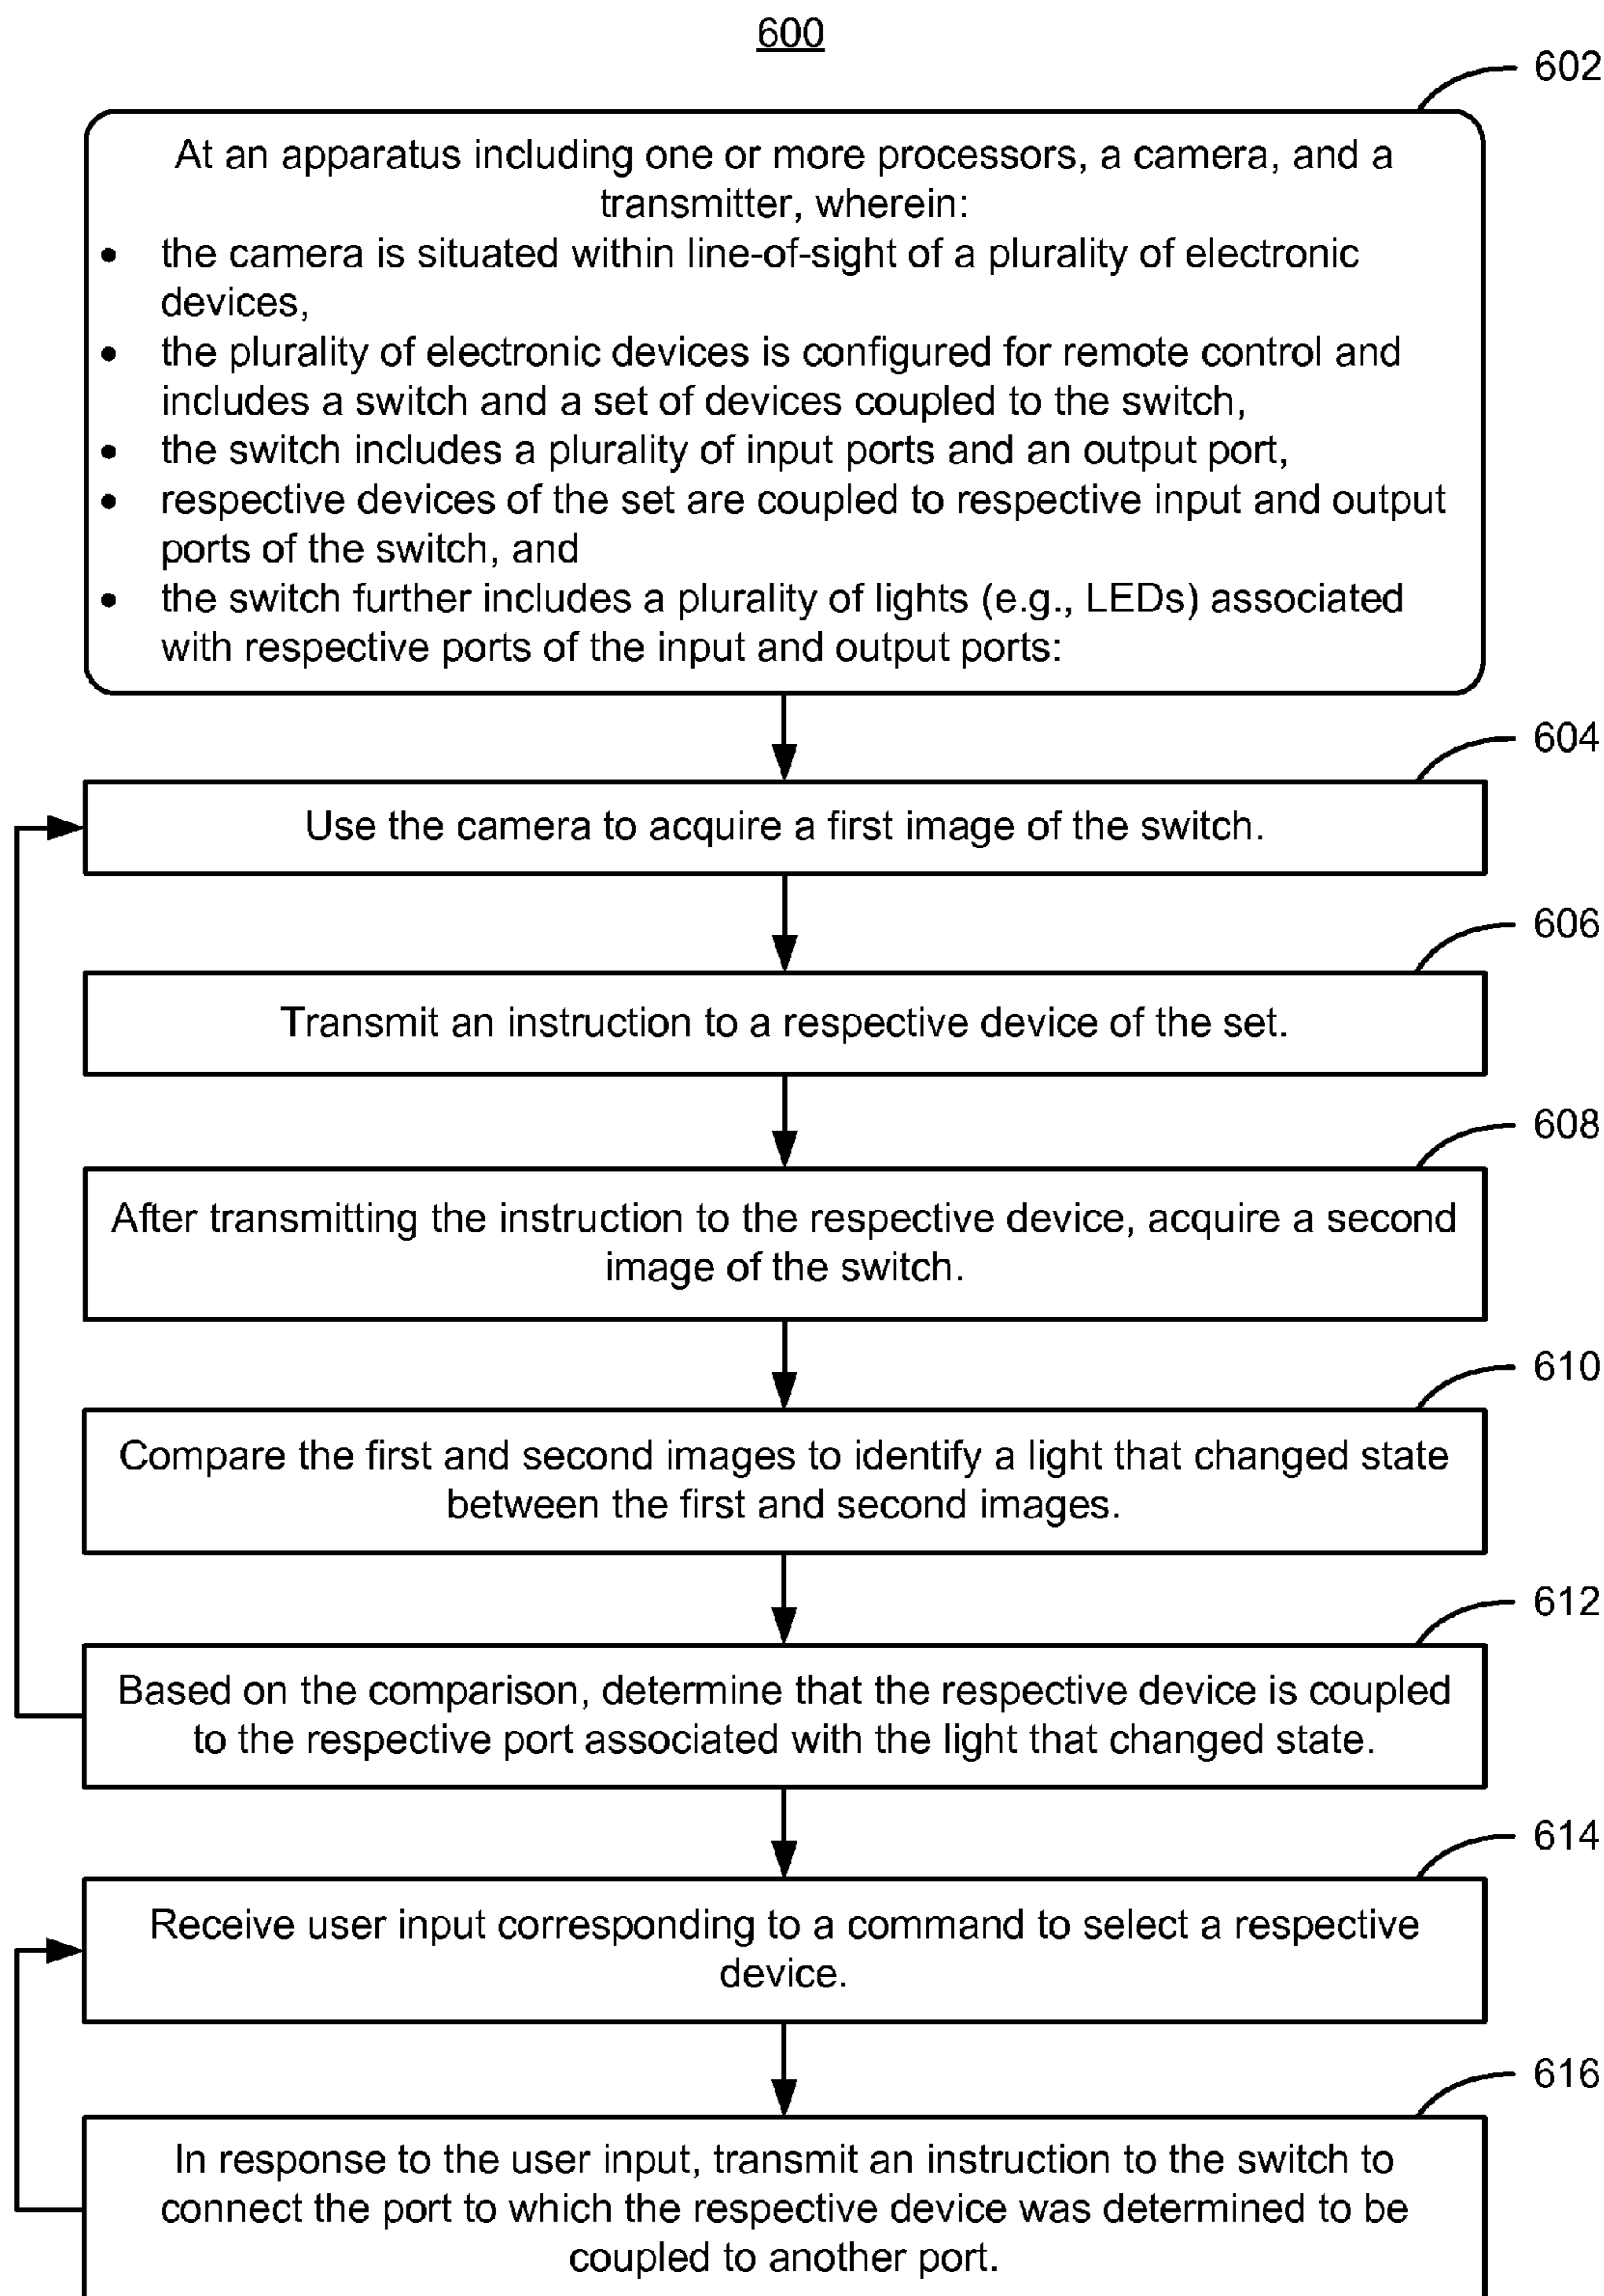 600
602
At an apparatus including one or more processors, a camera, and a
transmitter, wherein:
• the camera is situated within line-of-sight of a plurality of electronic
devices,
• the plurality of electronic devices is configured for remote control and
includes a switch and a set of devices coupled to the switch,
• the switch includes a plurality of input ports and an output port,
• respective devices of the set are coupled to respective input and output
ports of the switch, and
• the switch further includes a plurality of lights (e.g., LEDs) associated
with respective ports of the input and output ports:
604
Use the camera to acquire a first image of the switch.
606
Transmit an instruction to a respective device of the set.
608
After transmitting the instruction to the respective device, acquire a second
image of the switch.
610
Compare the first and second images to identify a light that changed state
between the first and second images.
612
Based on the comparison, determine that the respective device is coupled
to the respective port associated with the light that changed state.
614
Receive user input corresponding to a command to select a respective
device.
616
In response to the user input, transmit an instruction to the switch to
connect the port to which the respective device was determined to be
coupled to another port.